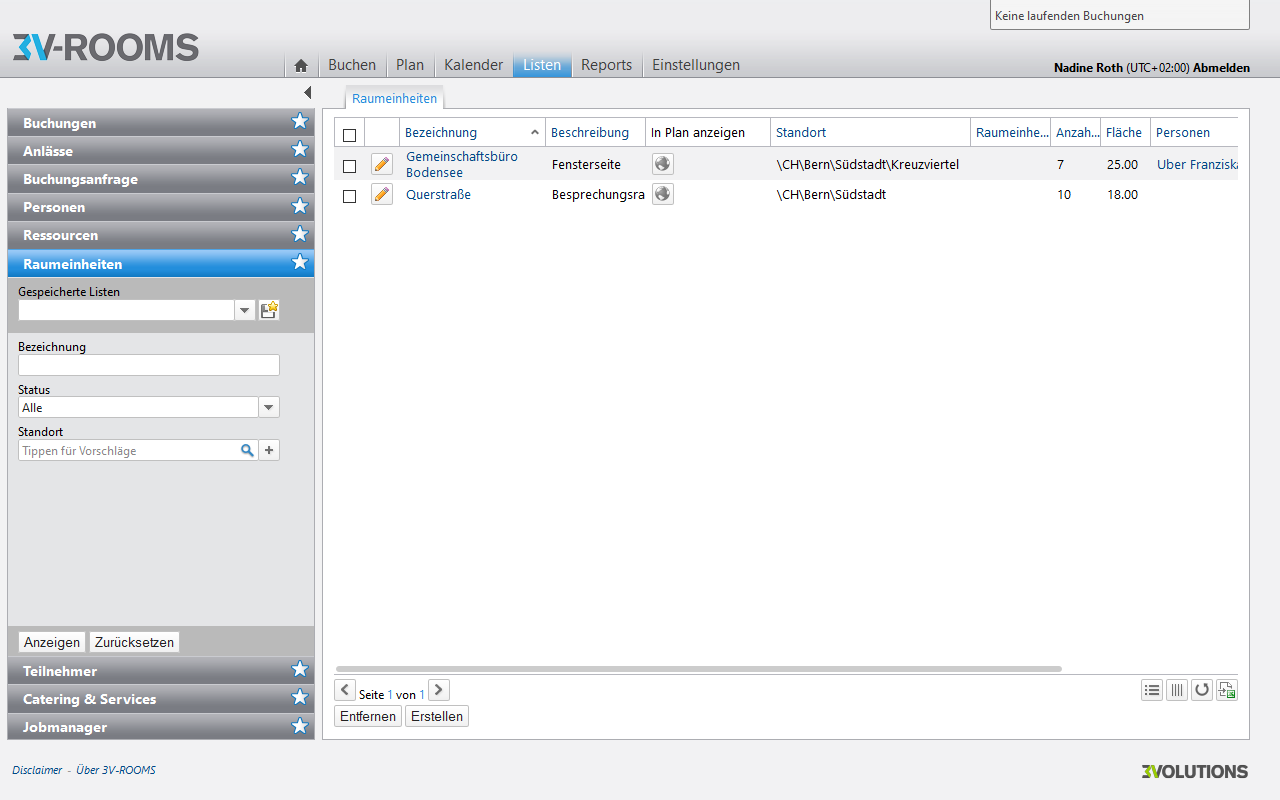 Keine laufenden Buchungen
3V-ROOMS
Buchen Plan Kalender Listen Reports Einstellungen
Nadine Roth (UTC+02:00) Abmelden
Raumeinheiten
Buchungen
Anlässe
Buchungsanfrage
Personen
Ressourcen
Raumeinheiten
Gespeicherte Listen
Bezeichnung
Status
Alle
Standort
Tippen für Vorschläge
Anzeigen Zurücksetzen
Teilnehmer
Catering & Services
Jobmanager
Bezeichnung Beschreibung In Plan anzeigen Standort Raumeinhe... Anzah... Fläche Personen
Gemeinschaftsbüro
Bodensee Fensterseite \CH\Bern\Südstadt\Kreuzviertel 7 25.00 Uber Franziska
Querstraße Besprechungsra \CH\Bern\Südstadt 10 18.00
Seite 1 von 1
Entfernen Erstellen
Disclaimer - Über 3V-ROOMS
3VOLUTIONS